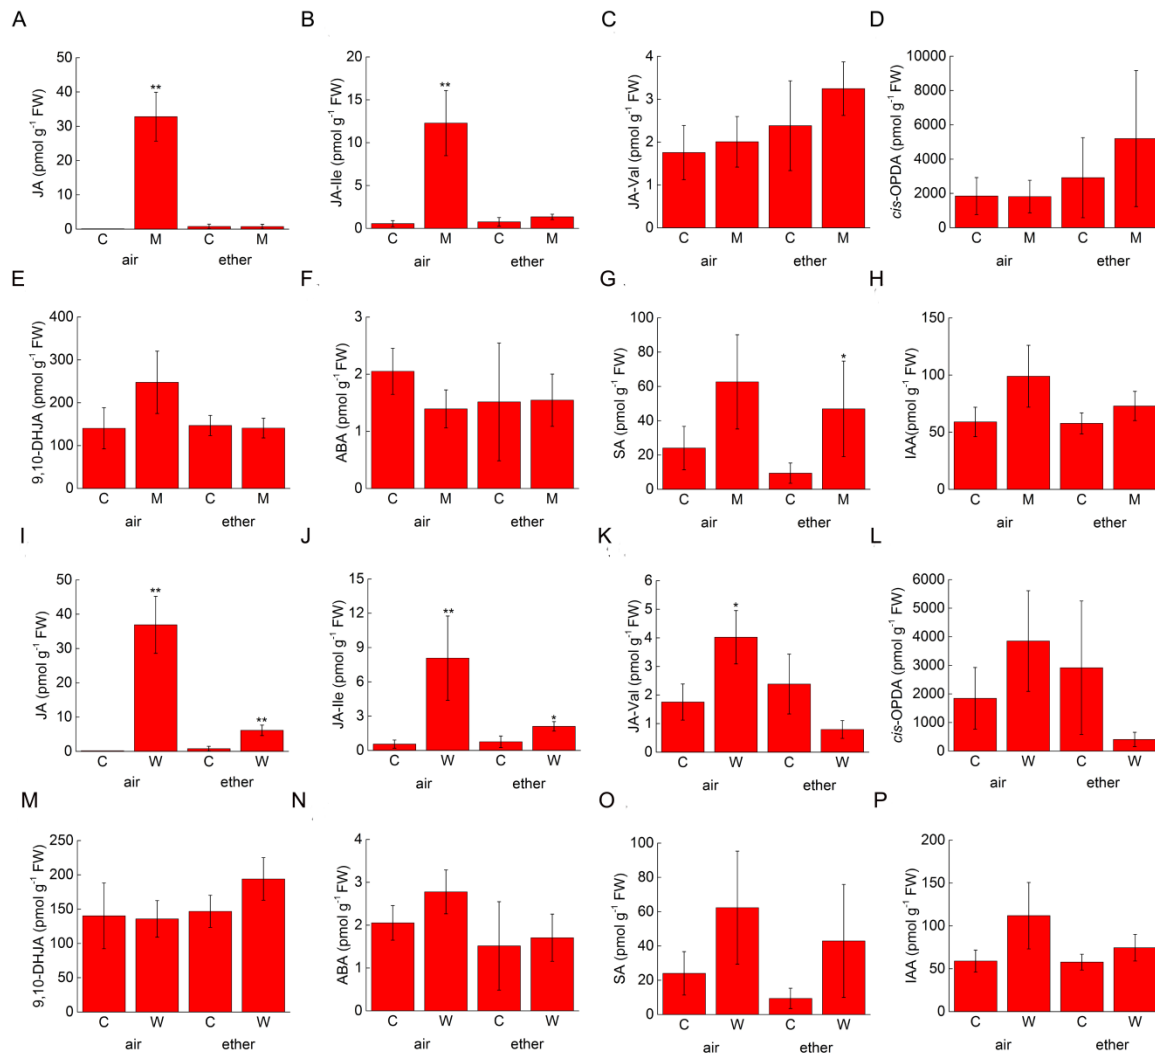 A
B
C
D
JA (pmol g⁻¹ FW)
50
40
30
20
10
0
**
C M C M
air ether
JA-Ile (pmol g⁻¹ FW)
20
15
10
5
0
**
C M C M
air ether
JA-Val (pmol g⁻¹ FW)
4
3
2
1
0
C M C M
air ether
cis-OPDA (pmol g⁻¹ FW)
10000
8000
6000
4000
2000
0
C M C M
air ether
E
F
G
H
9,10-DHJA (pmol g⁻¹ FW)
400
300
250
200
150
100
50
0
C M C M
air ether
ABA (pmol g⁻¹ FW)
3
2
1
0
C M C M
air ether
SA (pmol g⁻¹ FW)
100
80
60
40
20
0
*
C M C M
air ether
IAA(pmol g⁻¹ FW)
150
100
50
0
C M C M
air ether
I
J
K
L
JA (pmol g⁻¹ FW)
50
40
30
20
10
0
**
**
C W C W
air ether
JA-Ile (pmol g⁻¹ FW)
15
12
9
6
3
0
**
*
C W C W
air ether
JA-Val (pmol g⁻¹ FW)
6
5
4
3
2
1
0
*
C W C W
air ether
cis-OPDA (pmol g⁻¹ FW)
6000
5000
4000
3000
2000
1000
0
C W C W
air ether
M
N
O
P
9,10-DHJA (pmol g⁻¹ FW)
250
200
150
100
50
0
C W C W
air ether
ABA (pmol g⁻¹ FW)
4
3
2
1
0
C W C W
air ether
SA (pmol g⁻¹ FW)
100
80
60
40
20
0
C W C W
air ether
IAA (pmol g⁻¹ FW)
200
150
100
50
0
C W C W
air ether